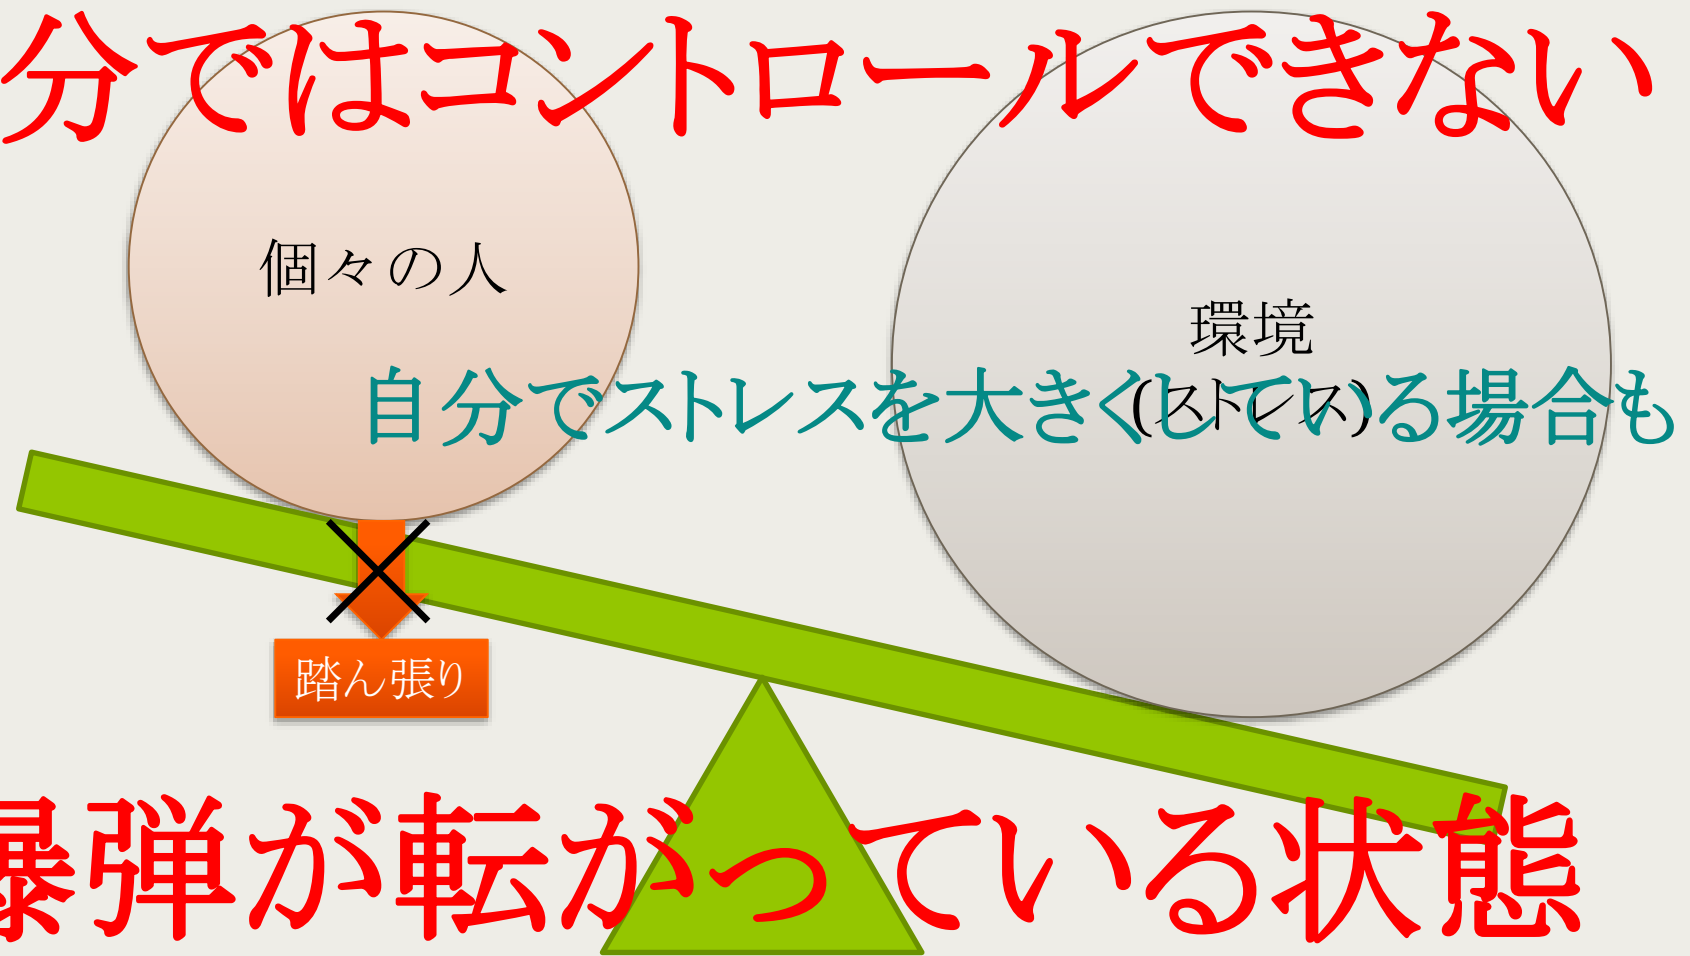 分ではコントロールできない
個々の人
環境
(ストレス)
自分でストレスを大きくしている場合も
踏ん張り
爆弾が転がっている状態